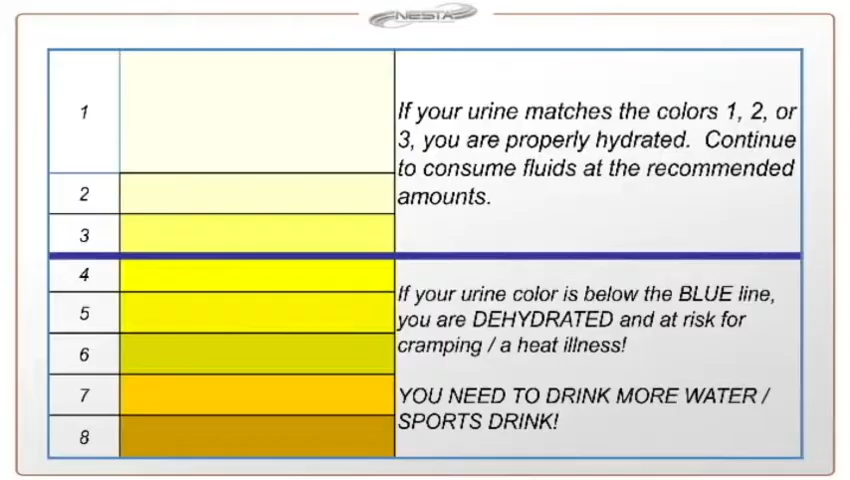 NESTA
1
If your urine matches the colors 1, 2, or
3, you are properly hydrated. Continue
to consume fluids at the recommended
amounts.
2
3
4
If your urine color is below the BLUE line,
you are DEHYDRATED and at risk for
cramping / a heat illness!
5
6
7
YOU NEED TO DRINK MORE WATER /
SPORTS DRINK!
8